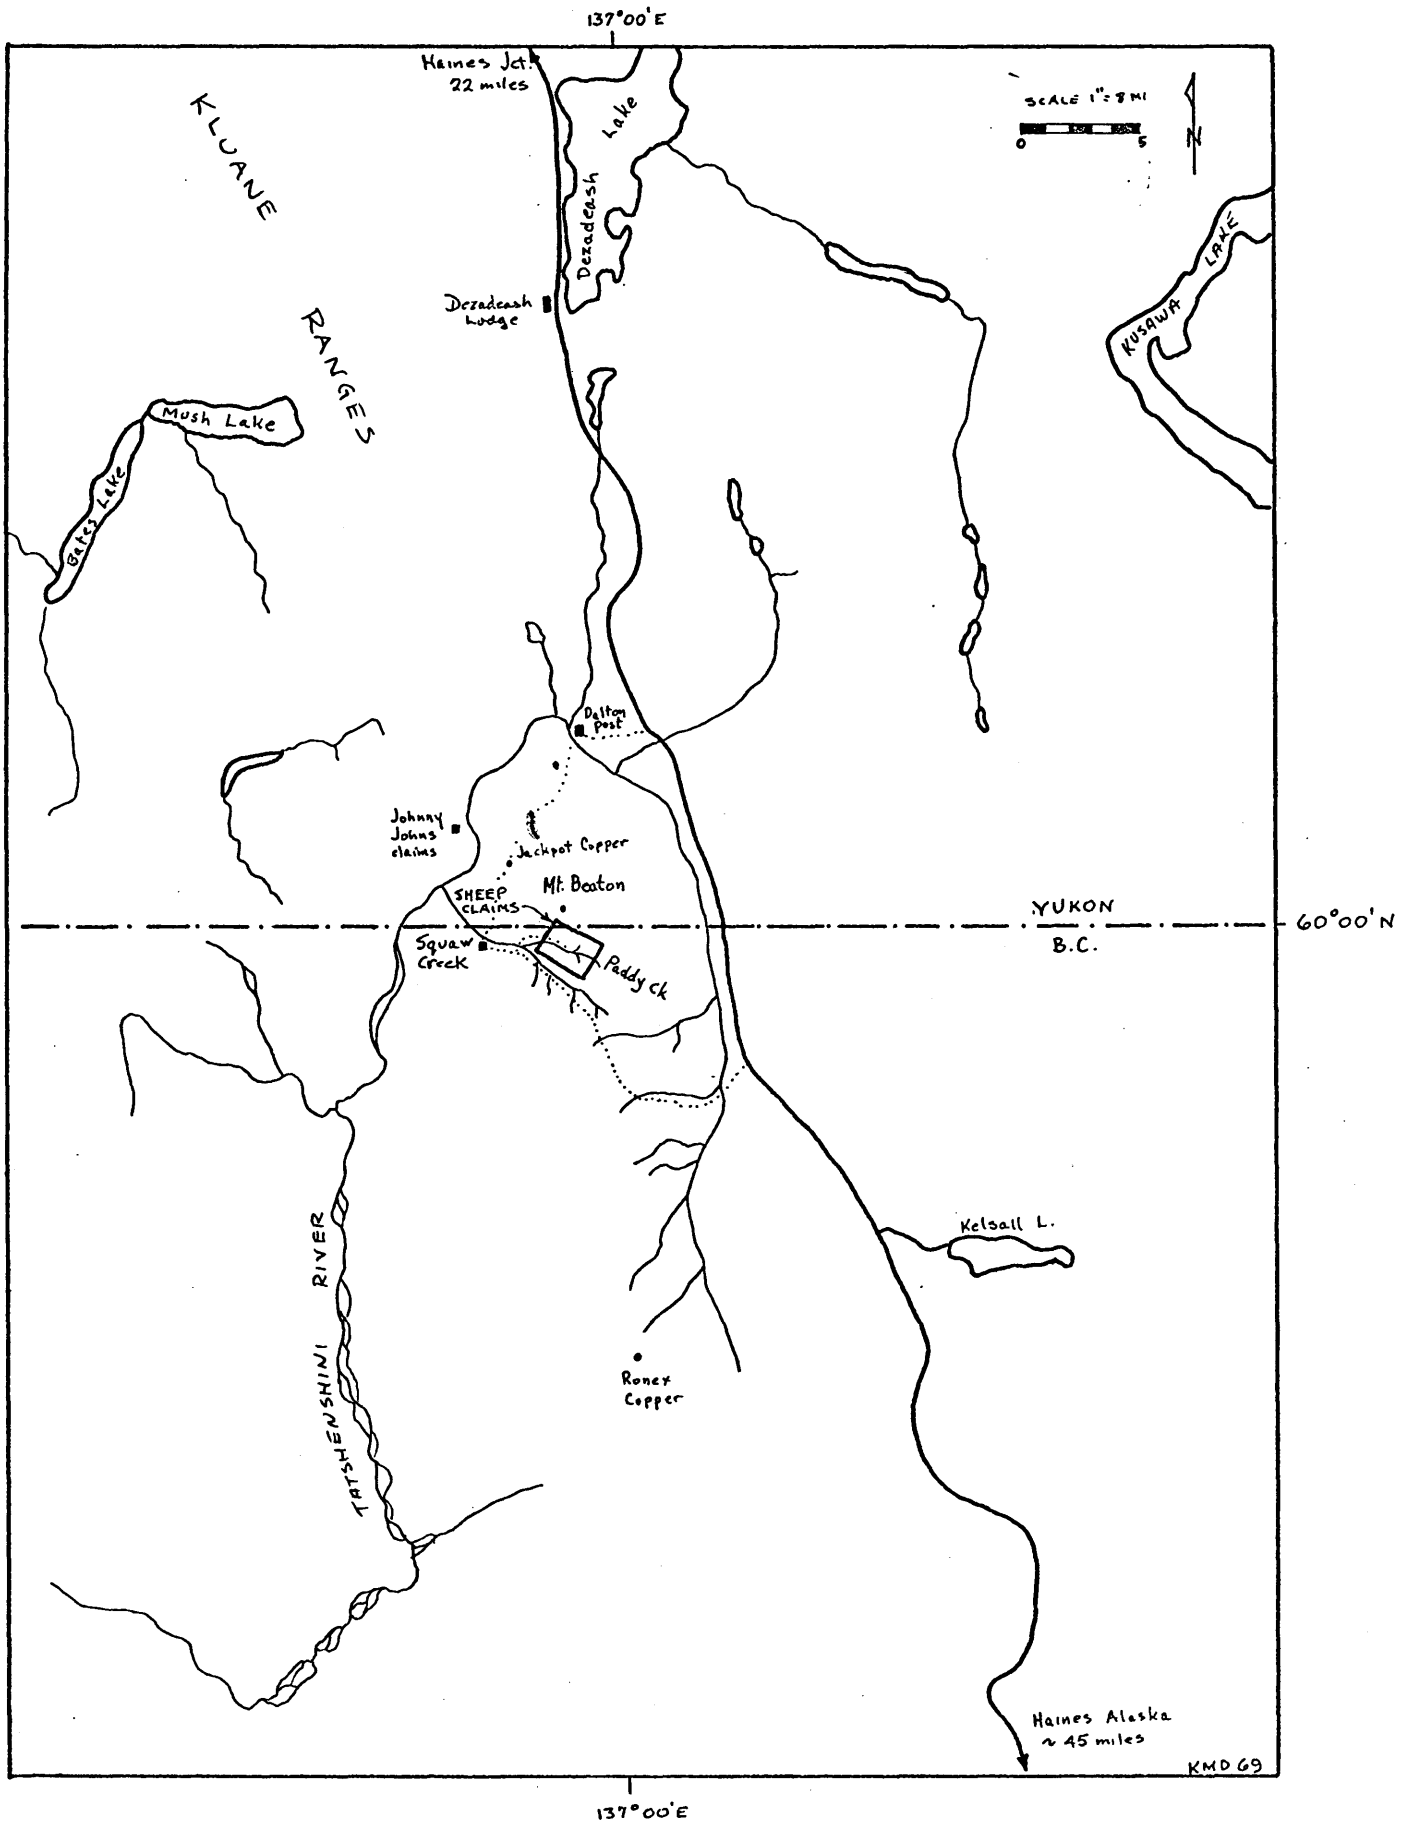 137°00'E
Haines Jct.
22 miles
SCALE 1"=8 MI
0 5
N
KLUANE
RANGES
Dezadeash Lake
KUSAWA LAKE
Dezadeash
Lodge
Mush Lake
Bates Lake
Dalton
Post
Johnny
Johns
claims
Jackpot Copper
Mt. Beaton
SHEEP
CLAIMS
YUKON
60°00'N
B.C.
Squaw
Creek
Paddy Ck
Kelsall L.
TATSHENSHINI RIVER
Ronex
Copper
Haines Alaska
~ 45 miles
KMD 69
137°00'E